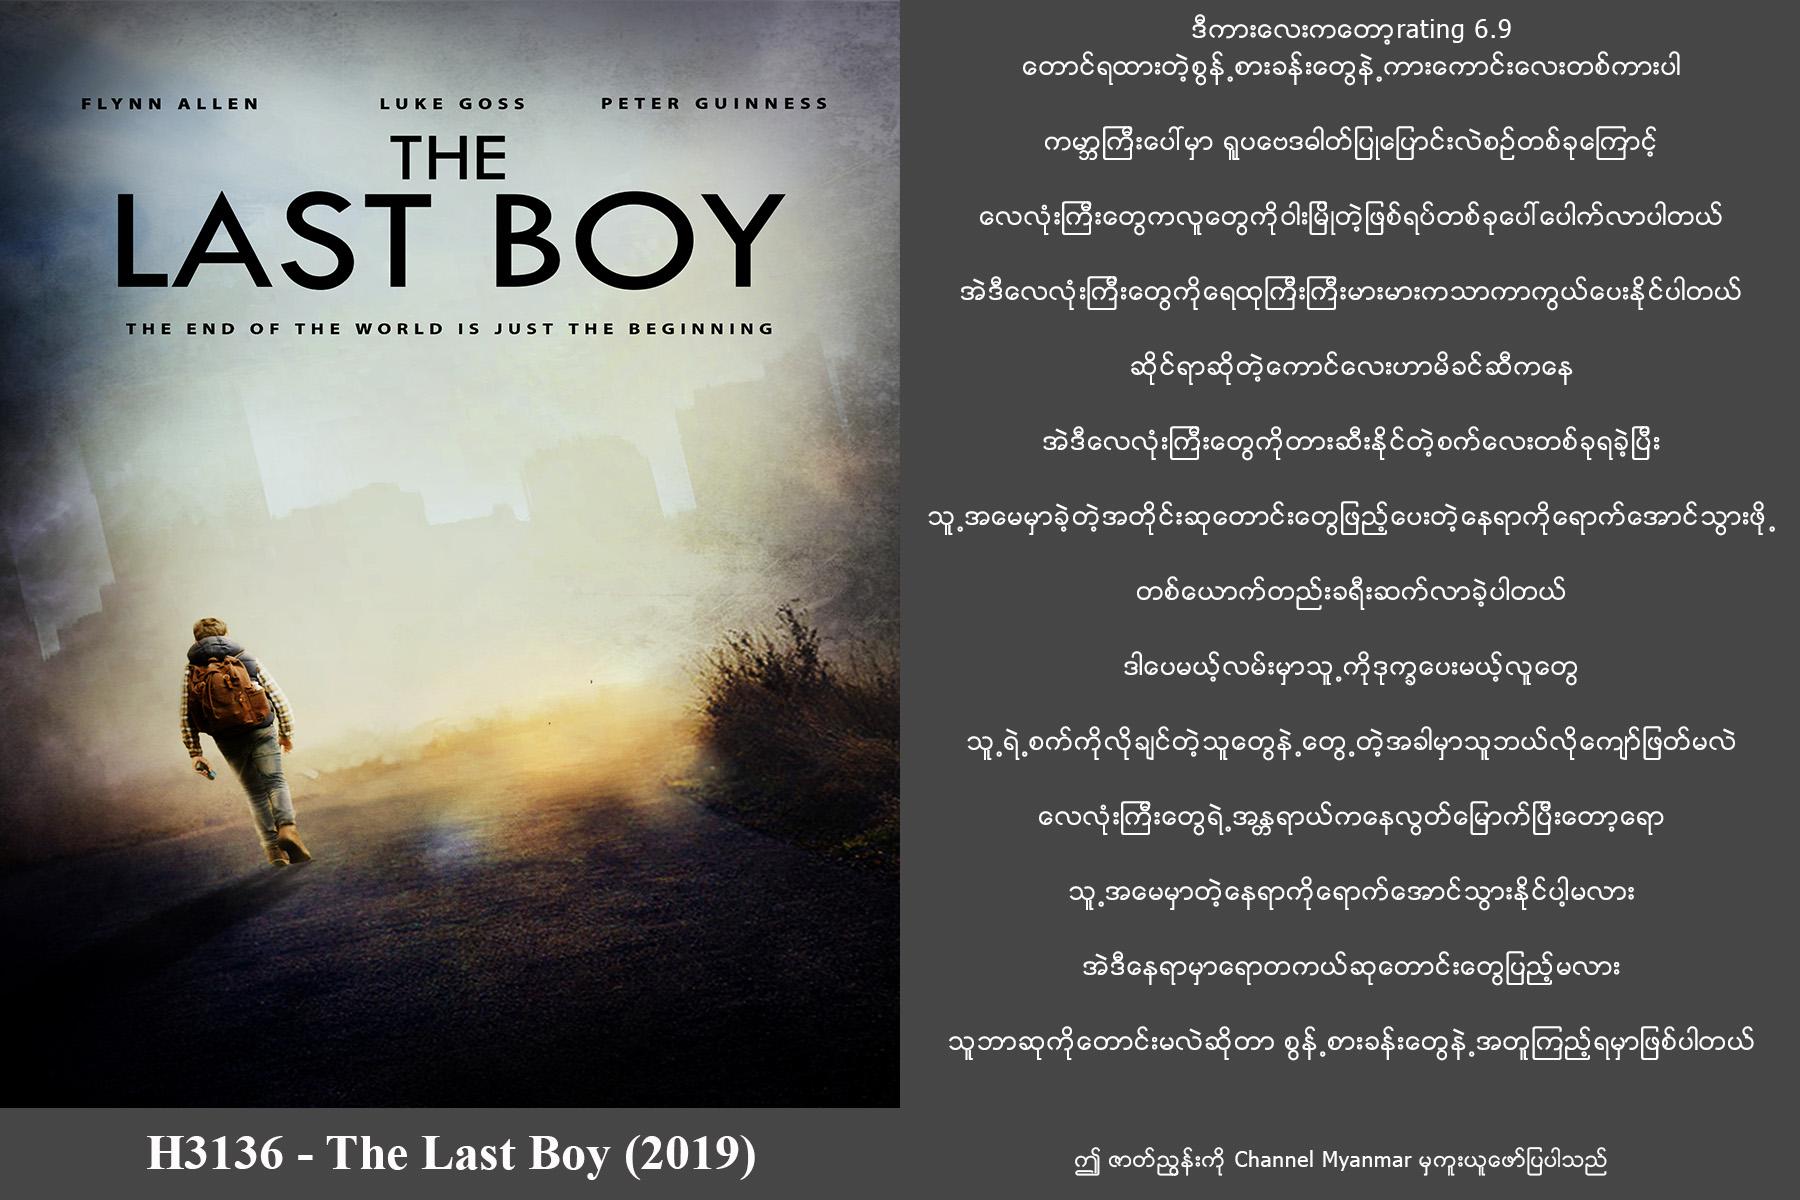 FLYNN ALLEN LUKE GOSS PETER GUINNESS
THE
LAST BOY
THE END OF THE WORLD IS JUST THE BEGINNING
H3136 - The Last Boy (2019)
ဒီကားလေးကတော့rating 6.9
တောင်ရထားတဲ့စွန့်စားခန်းတွေနဲ့ကားကောင်းလေးတစ်ကားပါ
ကမ္ဘာကြီးပေါ်မှာ ရူပဗေဒဓါတ်ပြုပြောင်းလဲစဉ်တစ်ခုကြောင့်
လေလုံးကြီးတွေကလူတွေကိုဝါးမြိုတဲ့ဖြစ်ရပ်တစ်ခုပေါ်ပေါက်လာပါတယ်
အဲဒီလေလုံးကြီးတွေကိုရေထုကြီးကြီးမားမားကသာကာကွယ်ပေးနိုင်ပါတယ်
ဆိုင်ရာဆိုတဲ့ကောင်လေးဟာမိခင်ဆီကနေ
အဲဒီလေလုံးကြီးတွေကိုတားဆီးနိုင်တဲ့စက်လေးတစ်ခုရခဲ့ပြီး
သူ့အမေမှာခဲ့တဲ့အတိုင်းဆုတောင်းတွေဖြည့်ပေးတဲ့နေရာကိုရောက်အောင်သွားဖို့
တစ်ယောက်တည်းခရီးဆက်လာခဲ့ပါတယ်
ဒါပေမယ့်လမ်းမှာသူ့ကိုဒုက္ခပေးမယ့်လူတွေ
သူ့ရဲ့စက်ကိုလိုချင်တဲ့သူတွေနဲ့တွေ့တဲ့အခါမှာသူဘယ်လိုကျော်ဖြတ်မလဲ
လေလုံးကြီးတွေရဲ့အန္တရာယ်ကနေလွတ်မြောက်ပြီးတော့ရော
သူ့အမေမှာတဲ့နေရာကိုရောက်အောင်သွားနိုင်ပါ့မလား
အဲဒီနေရာမှာရောတကယ်ဆုတောင်းတွေပြည့်မလား
သူဘာဆုကိုတောင်းမလဲဆိုတာ စွန့်စားခန်းတွေနဲ့အတူကြည့်ရမှာဖြစ်ပါတယ်
ဤ ဇာတ်ညွှန်းကို Channel Myanmar မှကူးယူဖော်ပြပါသည်